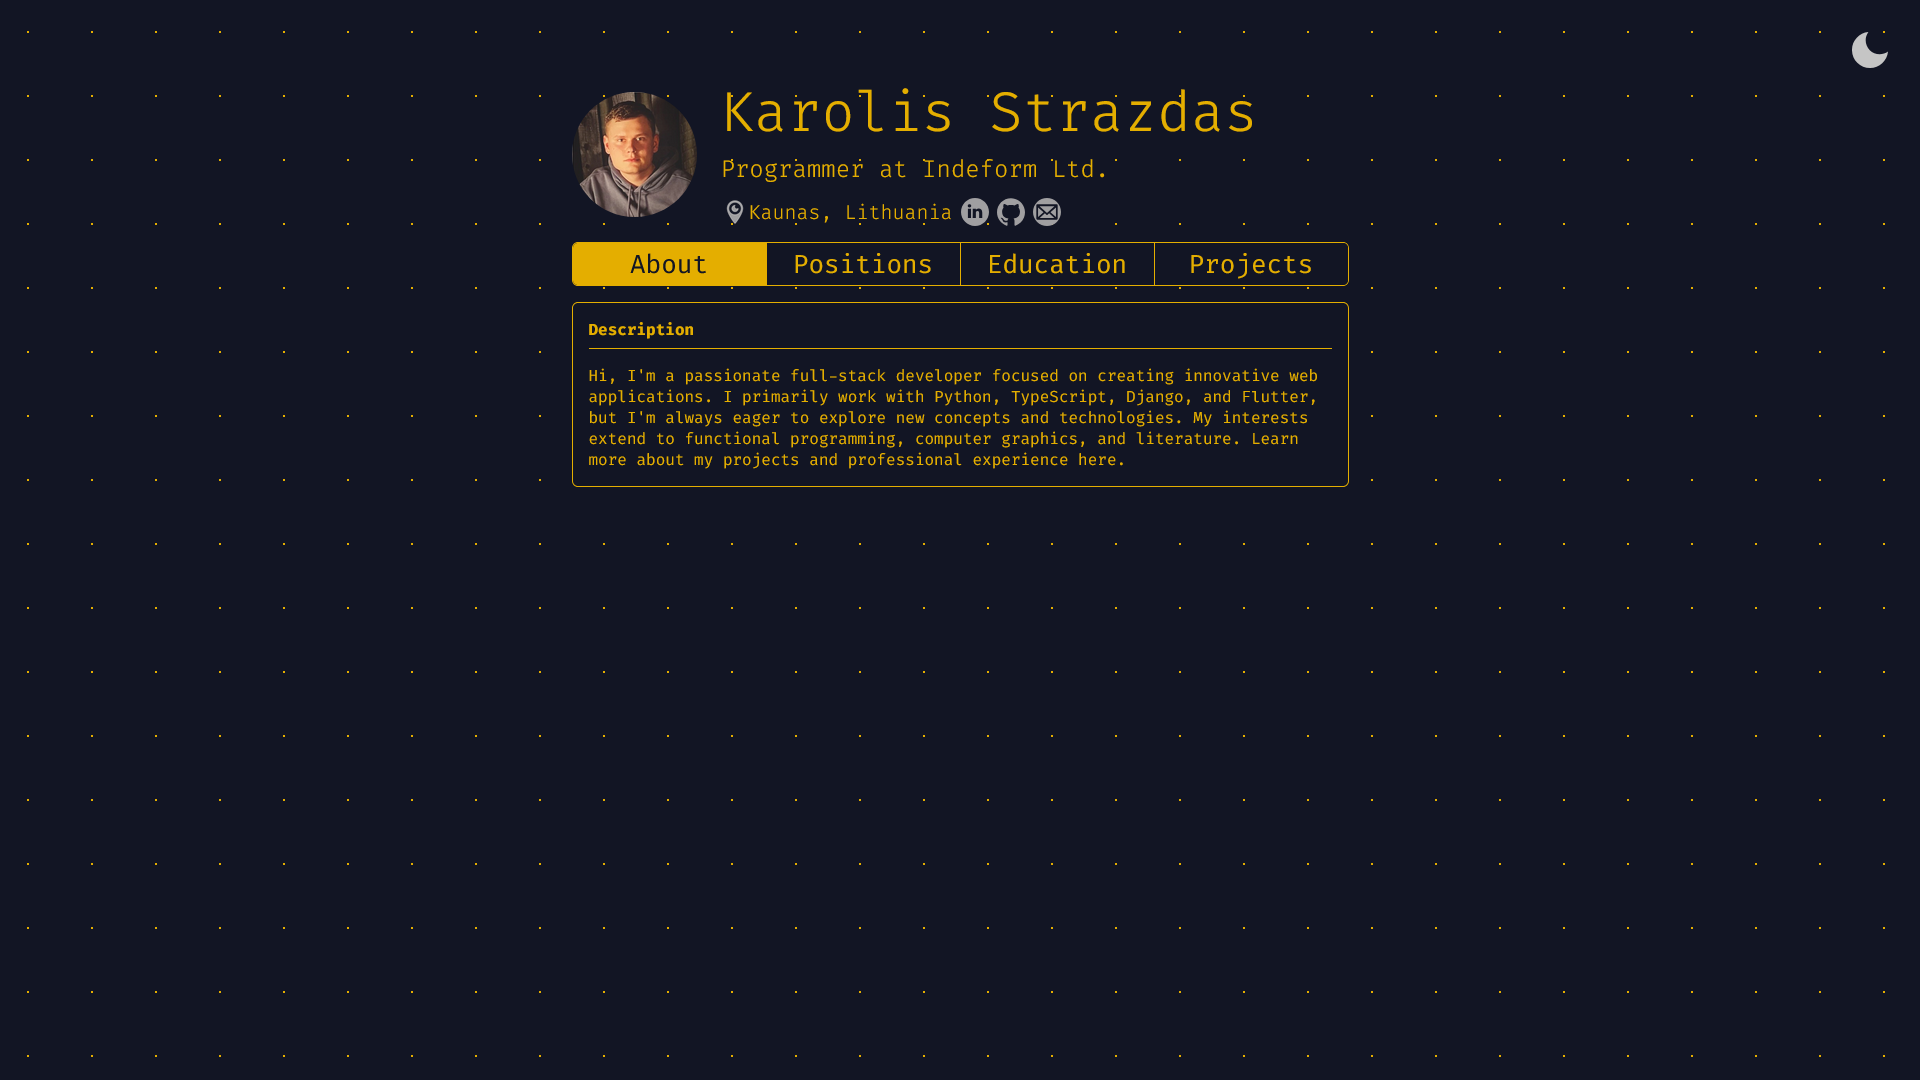 Karolis Strazdas
Programmer at Indeform Ltd.
Kaunas, Lithuania in
About Positions Education Projects
Description
Hi, I'm a passionate full-stack developer focused on creating innovative web
applications. I primarily work with Python, TypeScript, Django, and Flutter,
but I'm always eager to explore new concepts and technologies. My interests
extend to functional programming, computer graphics, and literature. Learn
more about my projects and professional experience here.